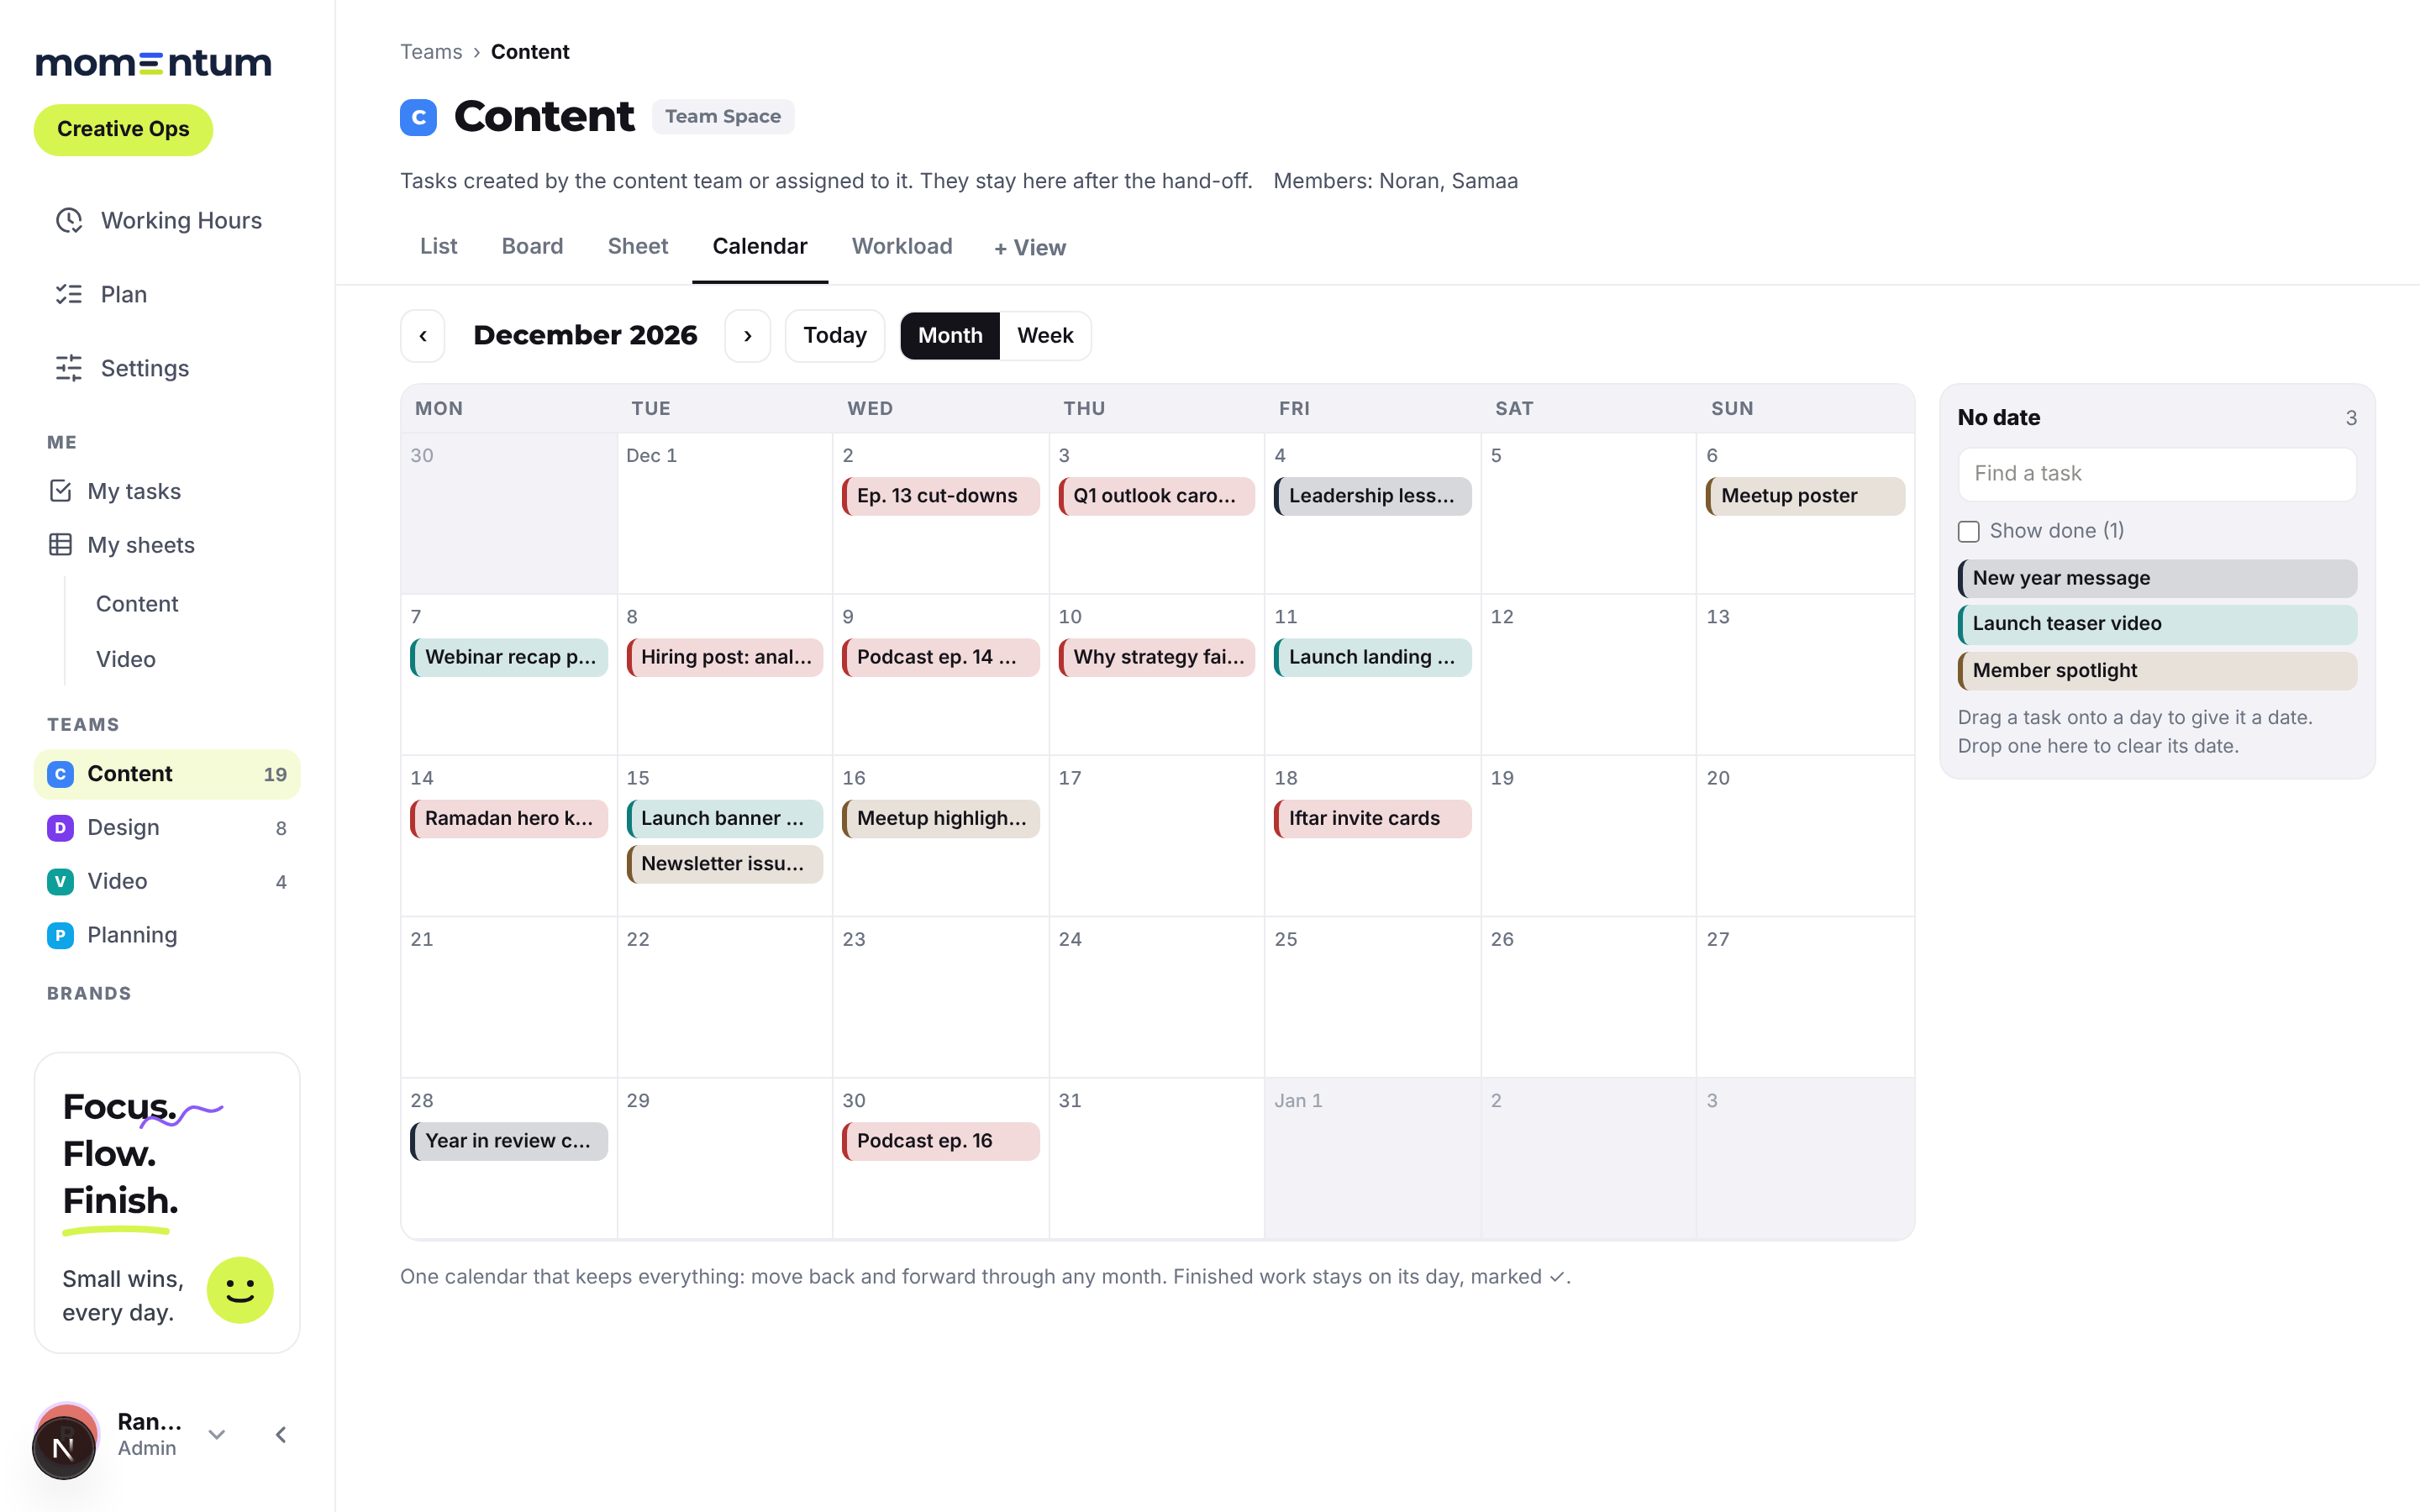 momentum
Creative Ops
Working Hours
Plan
Settings
ME
My tasks
My sheets
Content
Video
TEAMS
C Content 19
D Design 8
V Video 4
P Planning
BRANDS
Focus.
Flow.
Finish.
Small wins,
every day.
N
Ran...
Admin
Teams › Content
C Content Team Space
Tasks created by the content team or assigned to it. They stay here after the hand-off. Members: Noran, Samaa
List Board Sheet Calendar Workload + View
‹ December 2026 › Today Month Week
MON TUE WED THU FRI SAT SUN
30 Dec 1 2 3 4 5 6
Ep. 13 cut-downs Q1 outlook caro... Leadership less... Meetup poster
7 8 9 10 11 12 13
Webinar recap p... Hiring post: anal... Podcast ep. 14 ... Why strategy fai... Launch landing ...
14 15 16 17 18 19 20
Ramadan hero k... Launch banner ... Meetup highligh... Iftar invite cards
Newsletter issu...
21 22 23 24 25 26 27
28 29 30 31 Jan 1 2 3
Year in review c... Podcast ep. 16
One calendar that keeps everything: move back and forward through any month. Finished work stays on its day, marked ✓.
No date 3
Find a task
Show done (1)
New year message
Launch teaser video
Member spotlight
Drag a task onto a day to give it a date.
Drop one here to clear its date.